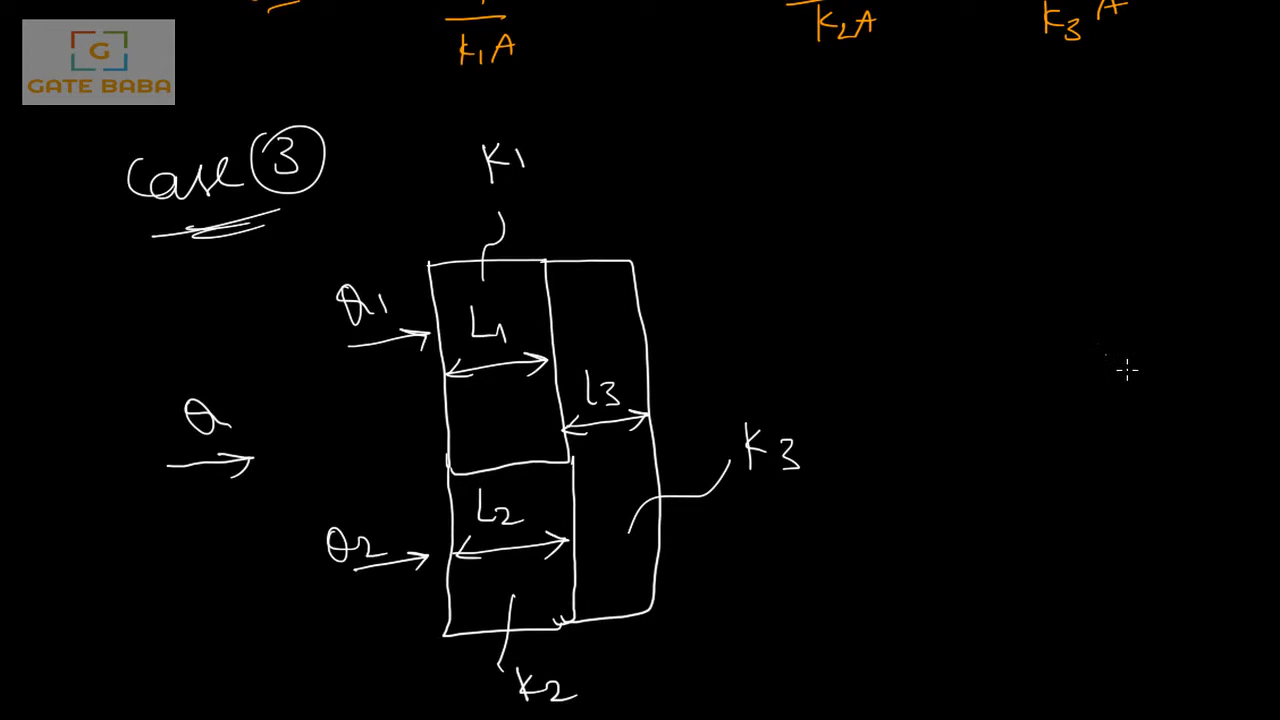 K1A
K2A
K3 A
G
GATE BABA
Case 3
K1
Q1
L1
L3
Q
K3
L2
Q2
K2